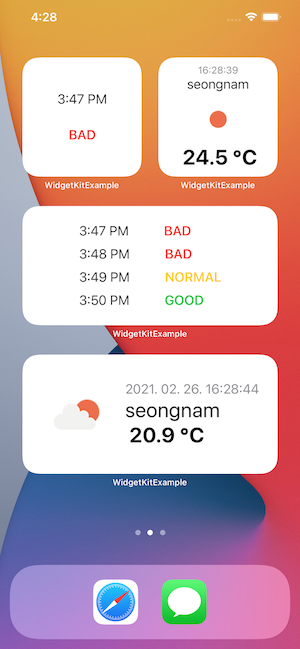 4:28
3:47 PM
BAD
WidgetKitExample
16:28:39
seongnam
24.5 °C
WidgetKitExample
3:47 PM BAD
3:48 PM BAD
3:49 PM NORMAL
3:50 PM GOOD
WidgetKitExample
2021. 02. 26. 16:28:44
seongnam
20.9 °C
WidgetKitExample